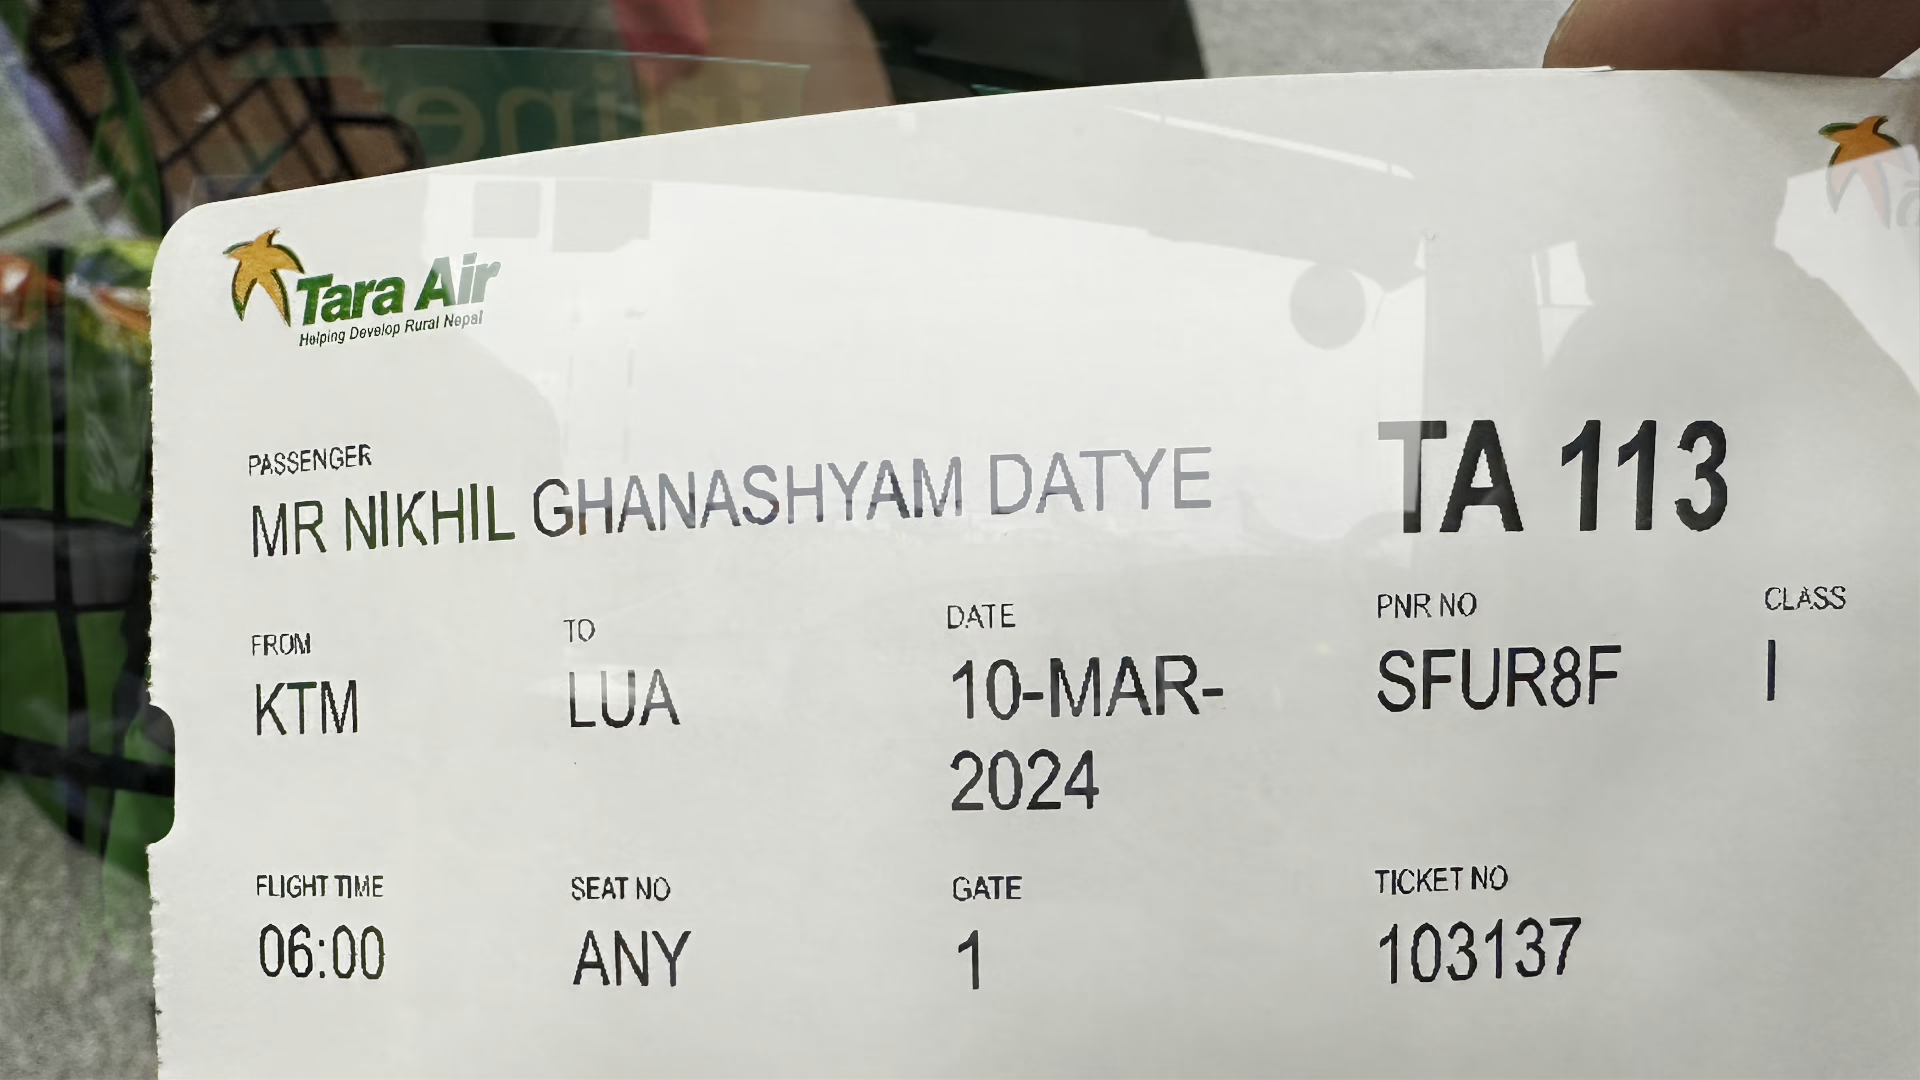 Tara Air
Helping Develop Rural Nepal
PASSENGER
MR NIKHIL GHANASHYAM DATYE
TA 113
FROM
KTM
TO
LUA
DATE
10-MAR-
2024
PNR NO
SFUR8F
CLASS
I
FLIGHT TIME
06:00
SEAT NO
ANY
GATE
1
TICKET NO
103137